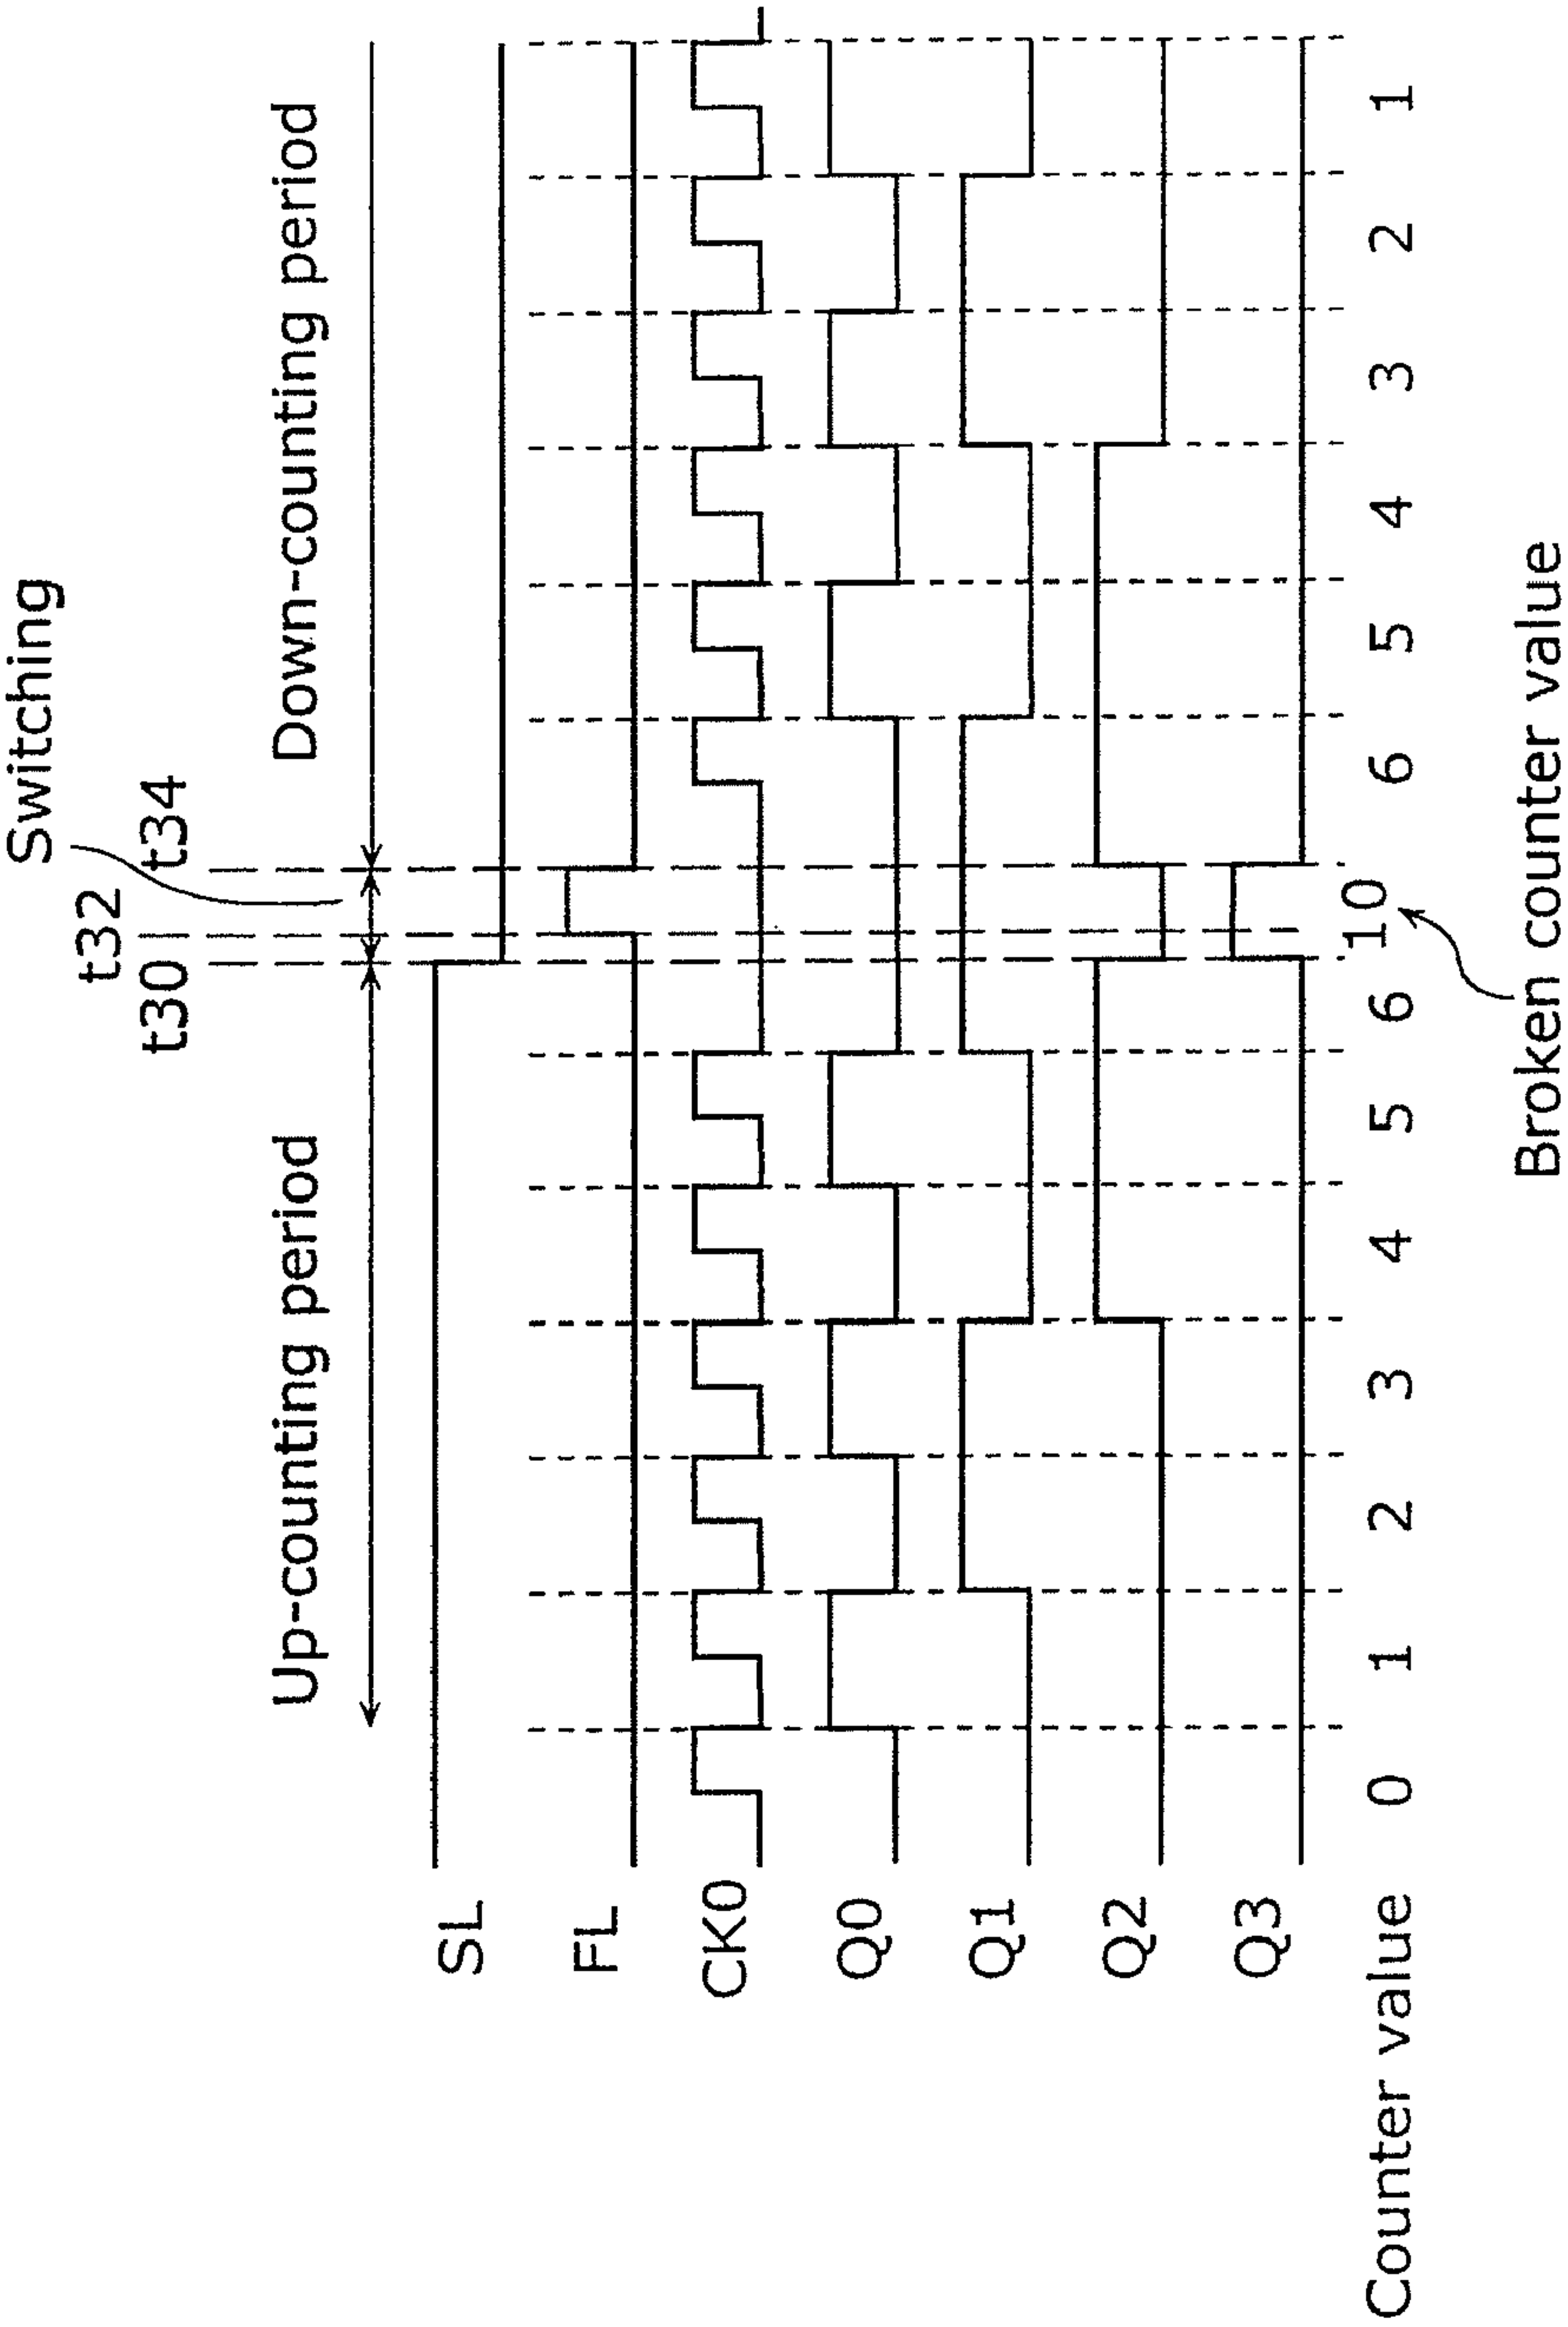 Switching
t30 t32 t34
Up-counting period Down-counting period
SL
FL
CK0
Q0
Q1
Q2
Q3
Counter value 0 1 2 3 4 5 6 10 6 5 4 3 2 1
Broken counter value